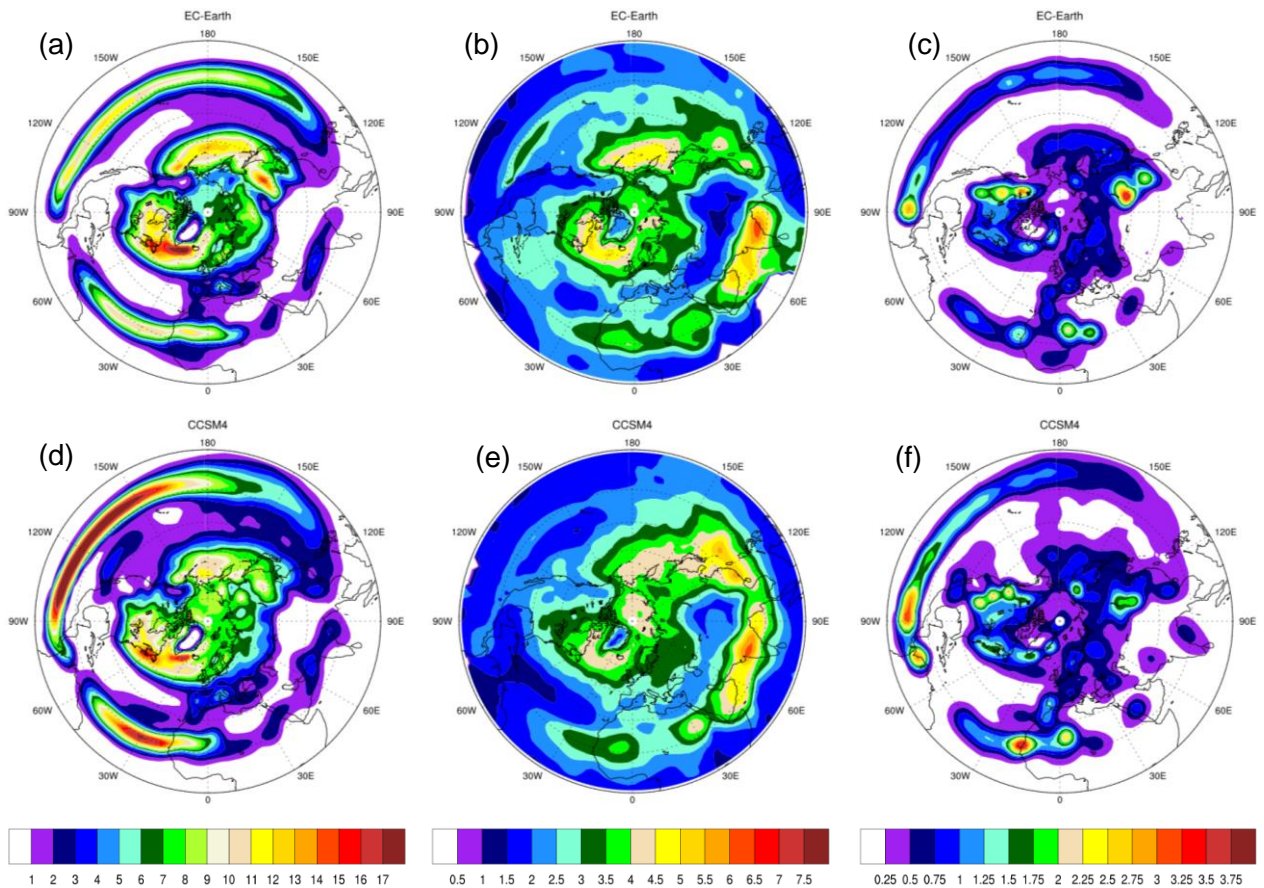 EC-Earth
EC-Earth
EC-Earth
(a)
(b)
(c)
180
150W
150E
120W
120E
90W
90E
60W
60E
30W
30E
0
180
150W
150E
120W
120E
90W
90E
60W
60E
30W
30E
0
180
150W
150E
120W
120E
90W
90E
60W
60E
30W
30E
0
CCSM4
CCSM4
CCSM4
(d)
(e)
(f)
180
150W
150E
120W
120E
90W
90E
60W
60E
30W
30E
0
180
150W
150E
120W
120E
90W
90E
60W
60E
30W
30E
0
180
150W
150E
120W
120E
90W
90E
60W
60E
30W
30E
0
1 2 3 4 5 6 7 8 9 10 11 12 13 14 15 16 17
0.5 1 1.5 2 2.5 3 3.5 4 4.5 5 5.5 6 6.5 7 7.5
0.25 0.5 0.75 1 1.25 1.5 1.75 2 2.25 2.5 2.75 3 3.25 3.5 3.75